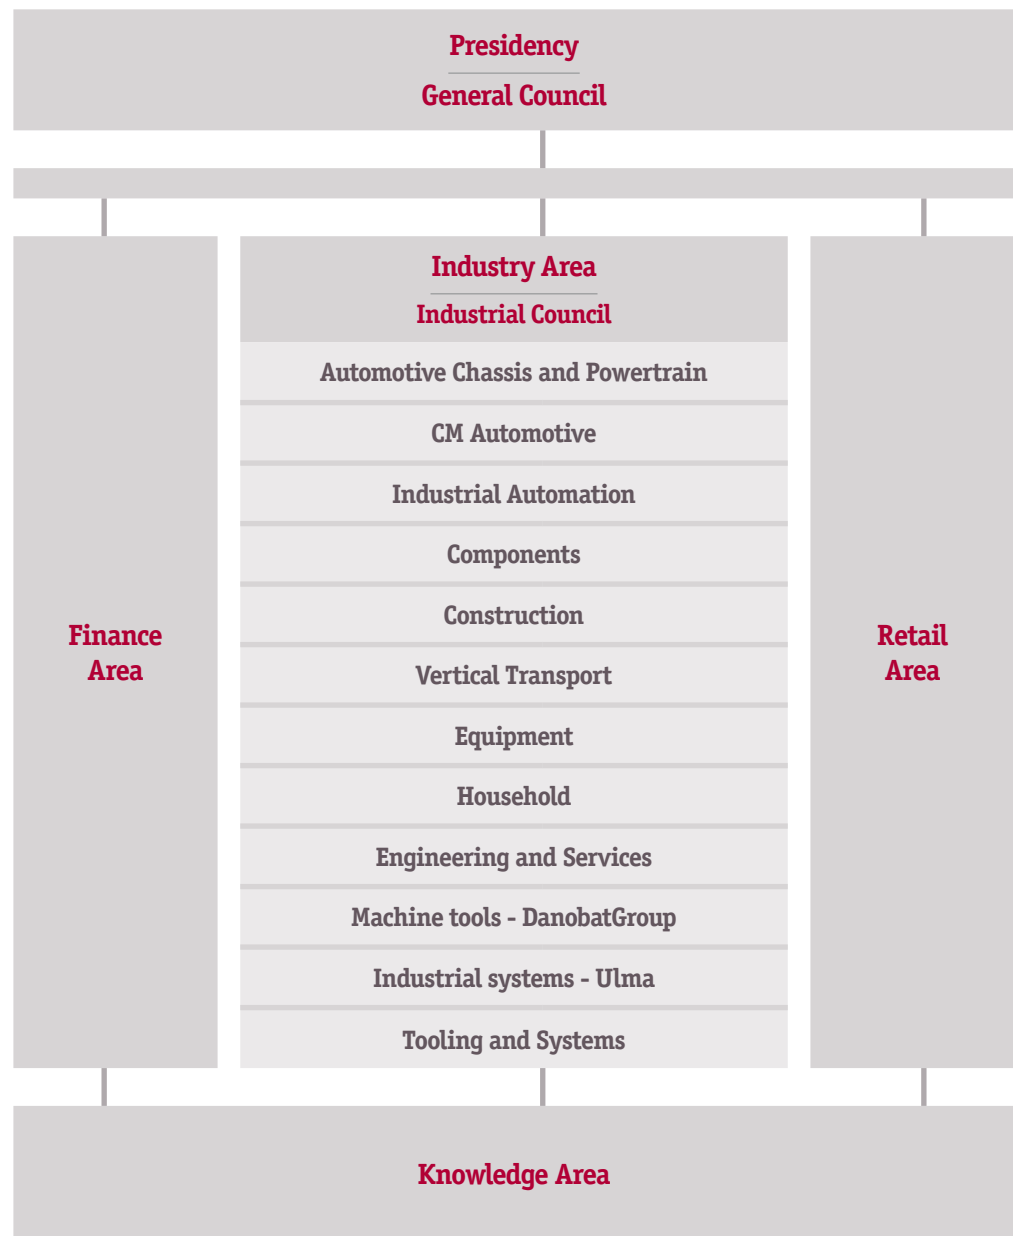 Presidency
General Council
Industry Area
Industrial Council
Automotive Chassis and Powertrain
CM Automotive
Industrial Automation
Components
Construction
Vertical Transport
Equipment
Household
Engineering and Services
Machine tools - DanobatGroup
Industrial systems - Ulma
Tooling and Systems
Finance
Area
Retail
Area
Knowledge Area